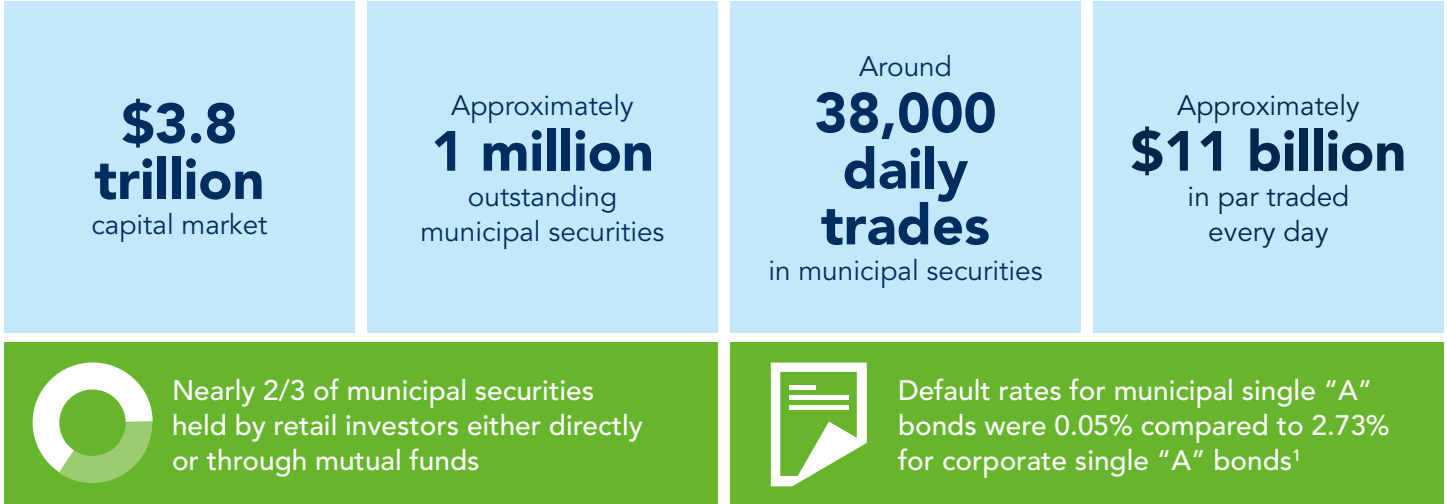 $3.8
trillion
capital market
Approximately
1 million
outstanding
municipal securities
Around
38,000
daily
trades
in municipal securities
Approximately
$11 billion
in par traded
every day
Nearly 2/3 of municipal securities
held by retail investors either directly
or through mutual funds
Default rates for municipal single “A”
bonds were 0.05% compared to 2.73%
for corporate single “A” bonds¹